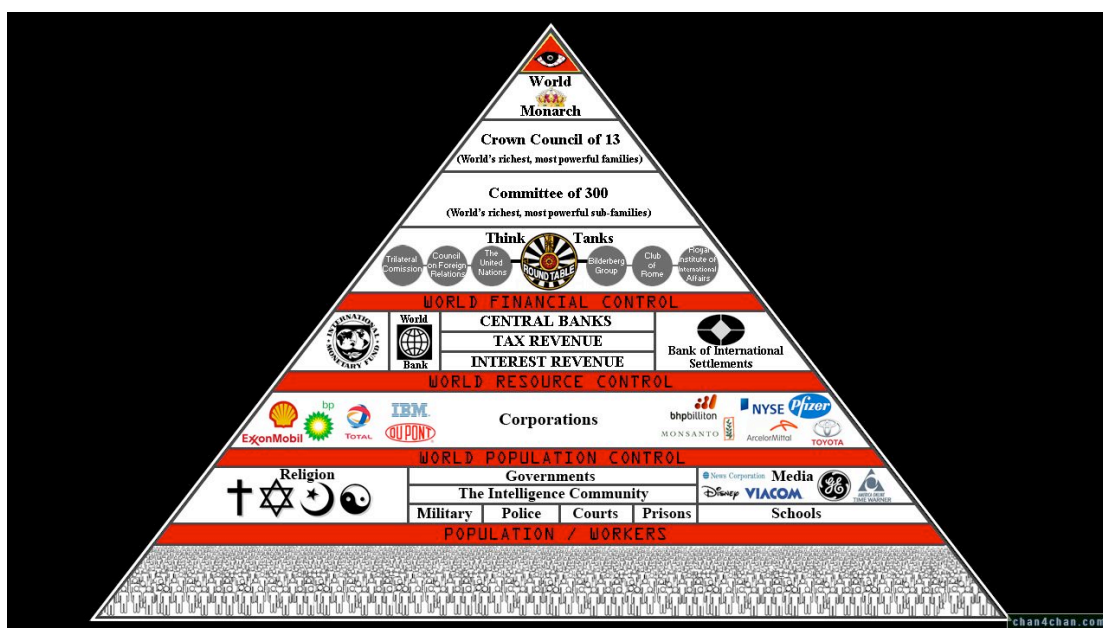 World
Monarch
Crown Council of 13
(World's richest, most powerful families)
Committee of 300
(World's richest, most powerful sub-families)
Think Tanks
Trilateral
Comission
Council
on Foreign
Relations
The
United
Nations
ROUND TABLE
Bilderberg
Group
Club
of
Rome
Royal
Institute of
International
Affairs
WORLD FINANCIAL CONTROL
INTERNATIONAL
MONETARY FUND
World
Bank
CENTRAL BANKS
TAX REVENUE
INTEREST REVENUE
Bank of International
Settlements
WORLD RESOURCE CONTROL
ExxonMobil
bp
TOTAL
IBM
DUPONT
Corporations
bhpbilliton
MONSANTO
NYSE
Pfizer
ArcelorMittal
TOYOTA
WORLD POPULATION CONTROL
Religion
Governments
The Intelligence Community
Military Police Courts Prisons Schools
News Corporation Media
Disney VIACOM GE
AMERICA ONLINE
TIME WARNER
POPULATION / WORKERS
chan4chan.com